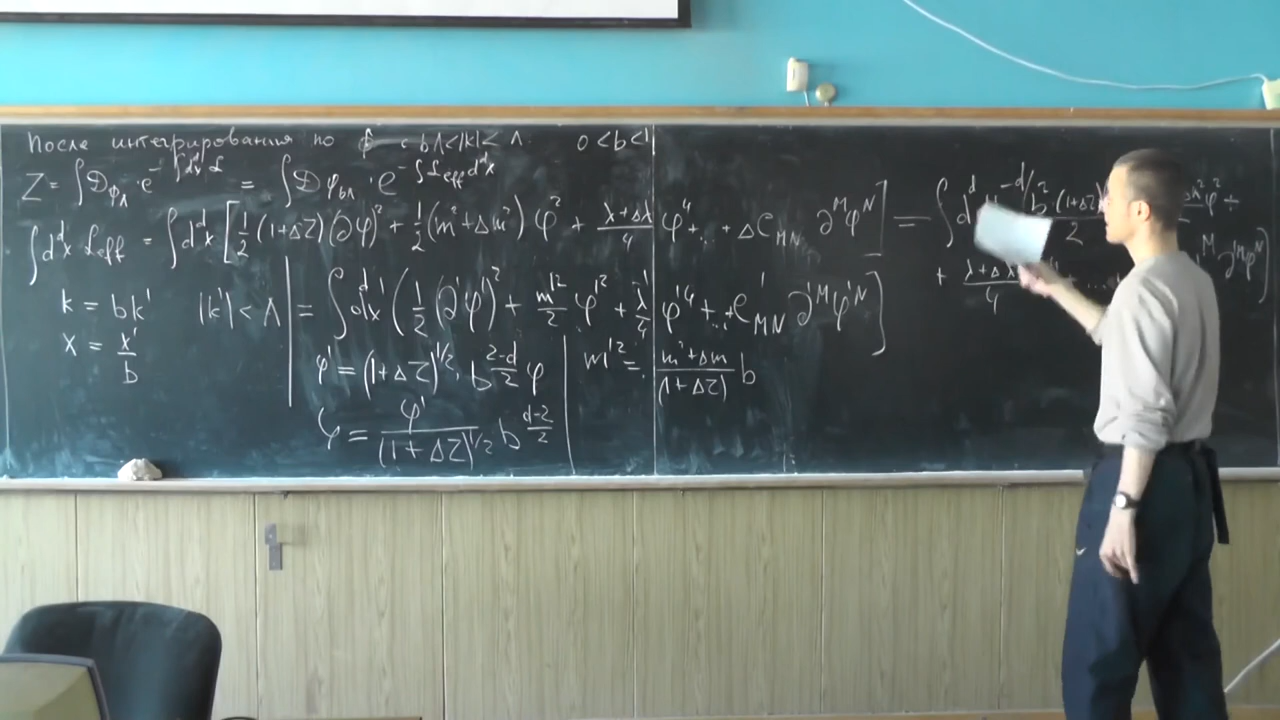 После интегрирования по φ̂ с bΛ<|k|<Λ. 0<b<1
Z = ∫Dφ_Λ · e^{-∫d^dx ℒ} = ∫Dφ_{bΛ} · e^{-∫ℒ_eff d^dx}
∫d^dx ℒ_eff = ∫d^dx [1/2 (1+ΔZ)(∂φ)² + 1/2 (m²+Δm²) φ² + (λ+Δλ)/4 φ⁴ + ... + ΔC_{MN} ∂^M φ^N] = ∫d^d
+ (λ+Δλ)/4
k = bk' |k'| < Λ
x = x'/b
= ∫d^dx' (1/2 (∂'φ')² + m'²/2 φ'² + λ'/4 φ'⁴ + ... + C'_{MN} ∂'^M φ'^N]
φ' = (1+ΔZ)^{1/2} · b^{(2-d)/2} φ
φ = φ'/(1+ΔZ)^{1/2} b^{(d-2)/2}
m'² = (m²+Δm)/(1+ΔZ) b